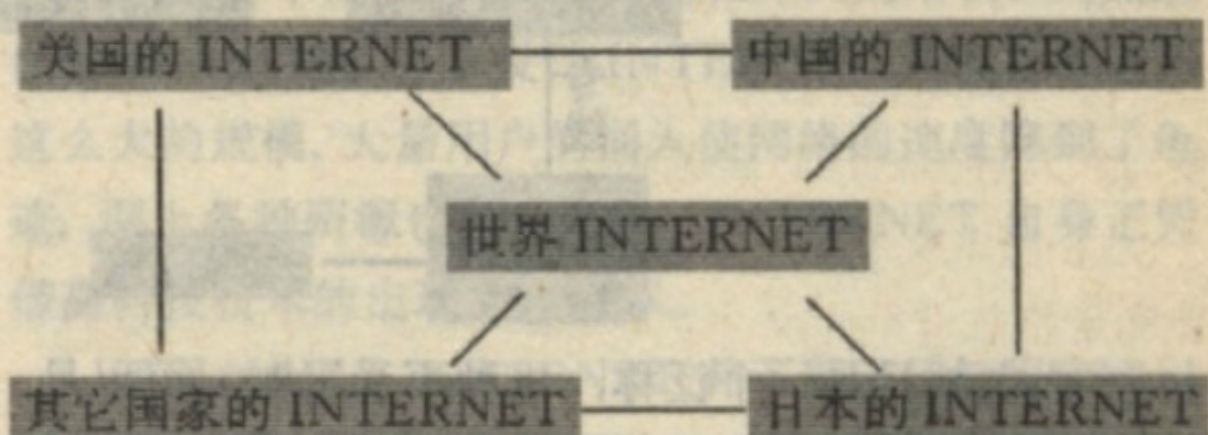 美国的 INTERNET
中国的 INTERNET
世界 INTERNET
其它国家的 INTERNET
日本的 INTERNET